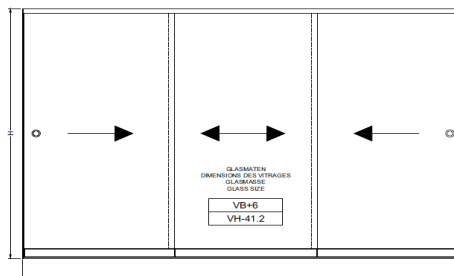 H
GLASMATEN
DIMENSIONS DES VITRAGES
GLASMASSE
GLASS SIZE
VB+6
VH-41.2